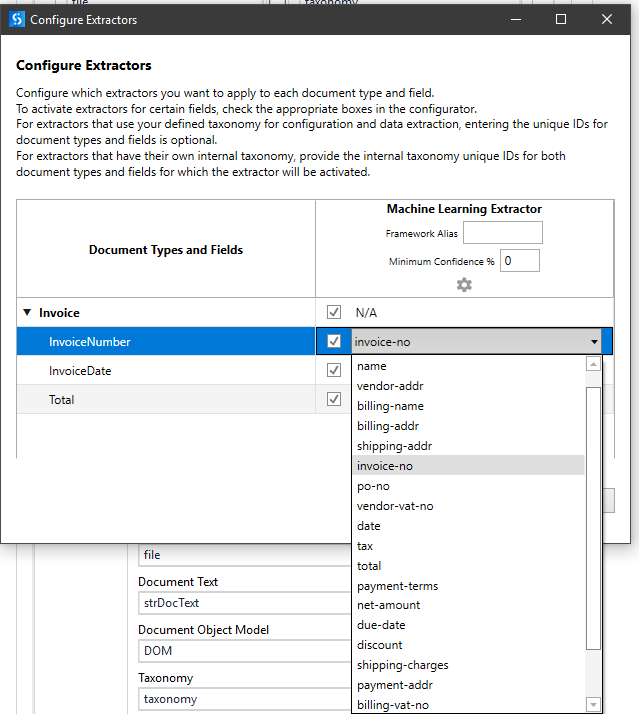 file
taxonomy
Configure Extractors
Configure Extractors
Configure which extractors you want to apply to each document type and field.
To activate extractors for certain fields, check the appropriate boxes in the configurator.
For extractors that use your defined taxonomy for configuration and data extraction, entering the unique IDs for
document types and fields is optional.
For extractors that have their own internal taxonomy, provide the internal taxonomy unique IDs for both
document types and fields for which the extractor will be activated.
Document Types and Fields
Machine Learning Extractor
Framework Alias
Minimum Confidence % 0
Invoice N/A
InvoiceNumber invoice-no
InvoiceDate
Total
name
vendor-addr
billing-name
billing-addr
shipping-addr
invoice-no
po-no
vendor-vat-no
date
tax
total
payment-terms
net-amount
due-date
discount
shipping-charges
payment-addr
billing-vat-no
file
Document Text
strDocText
Document Object Model
DOM
Taxonomy
taxonomy